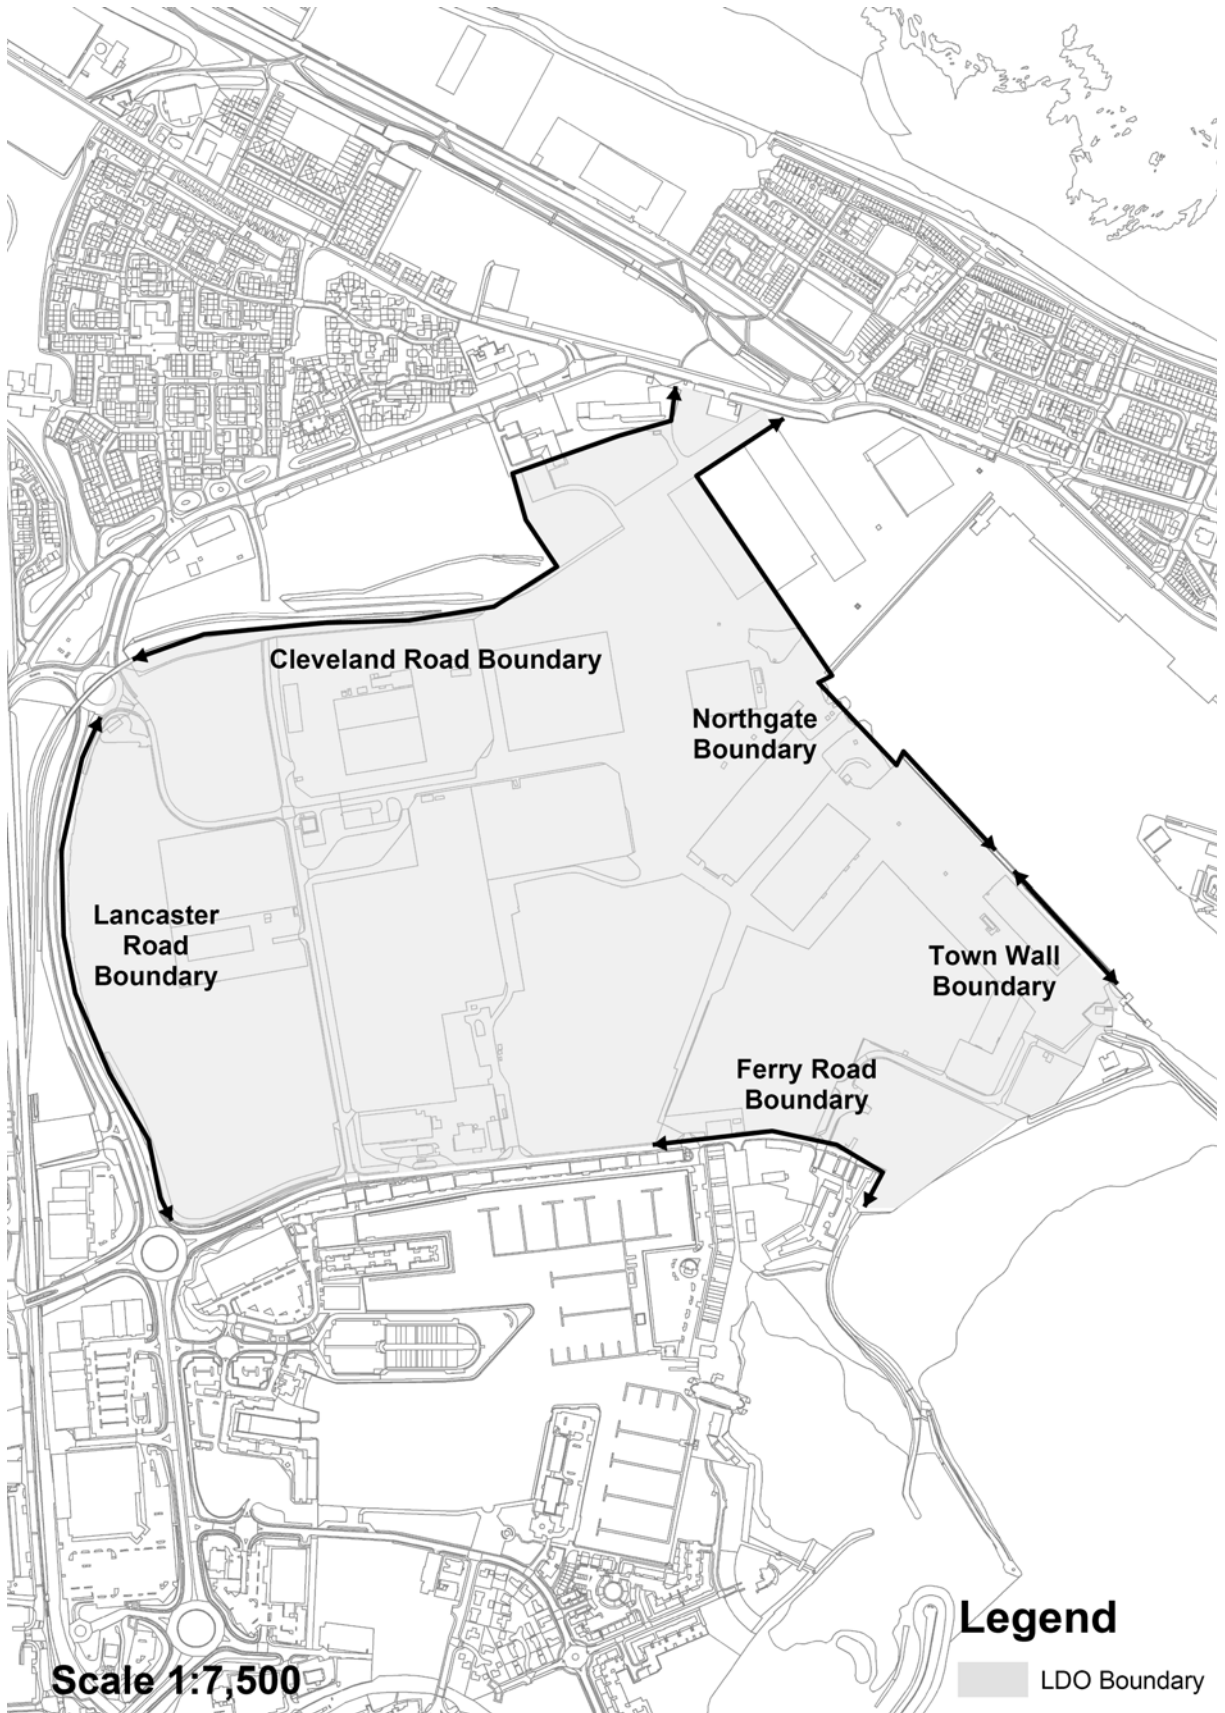 Cleveland Road Boundary
Northgate
Boundary
Lancaster
Road
Boundary
Town Wall
Boundary
Ferry Road
Boundary
Legend
Scale 1:7,500
LDO Boundary